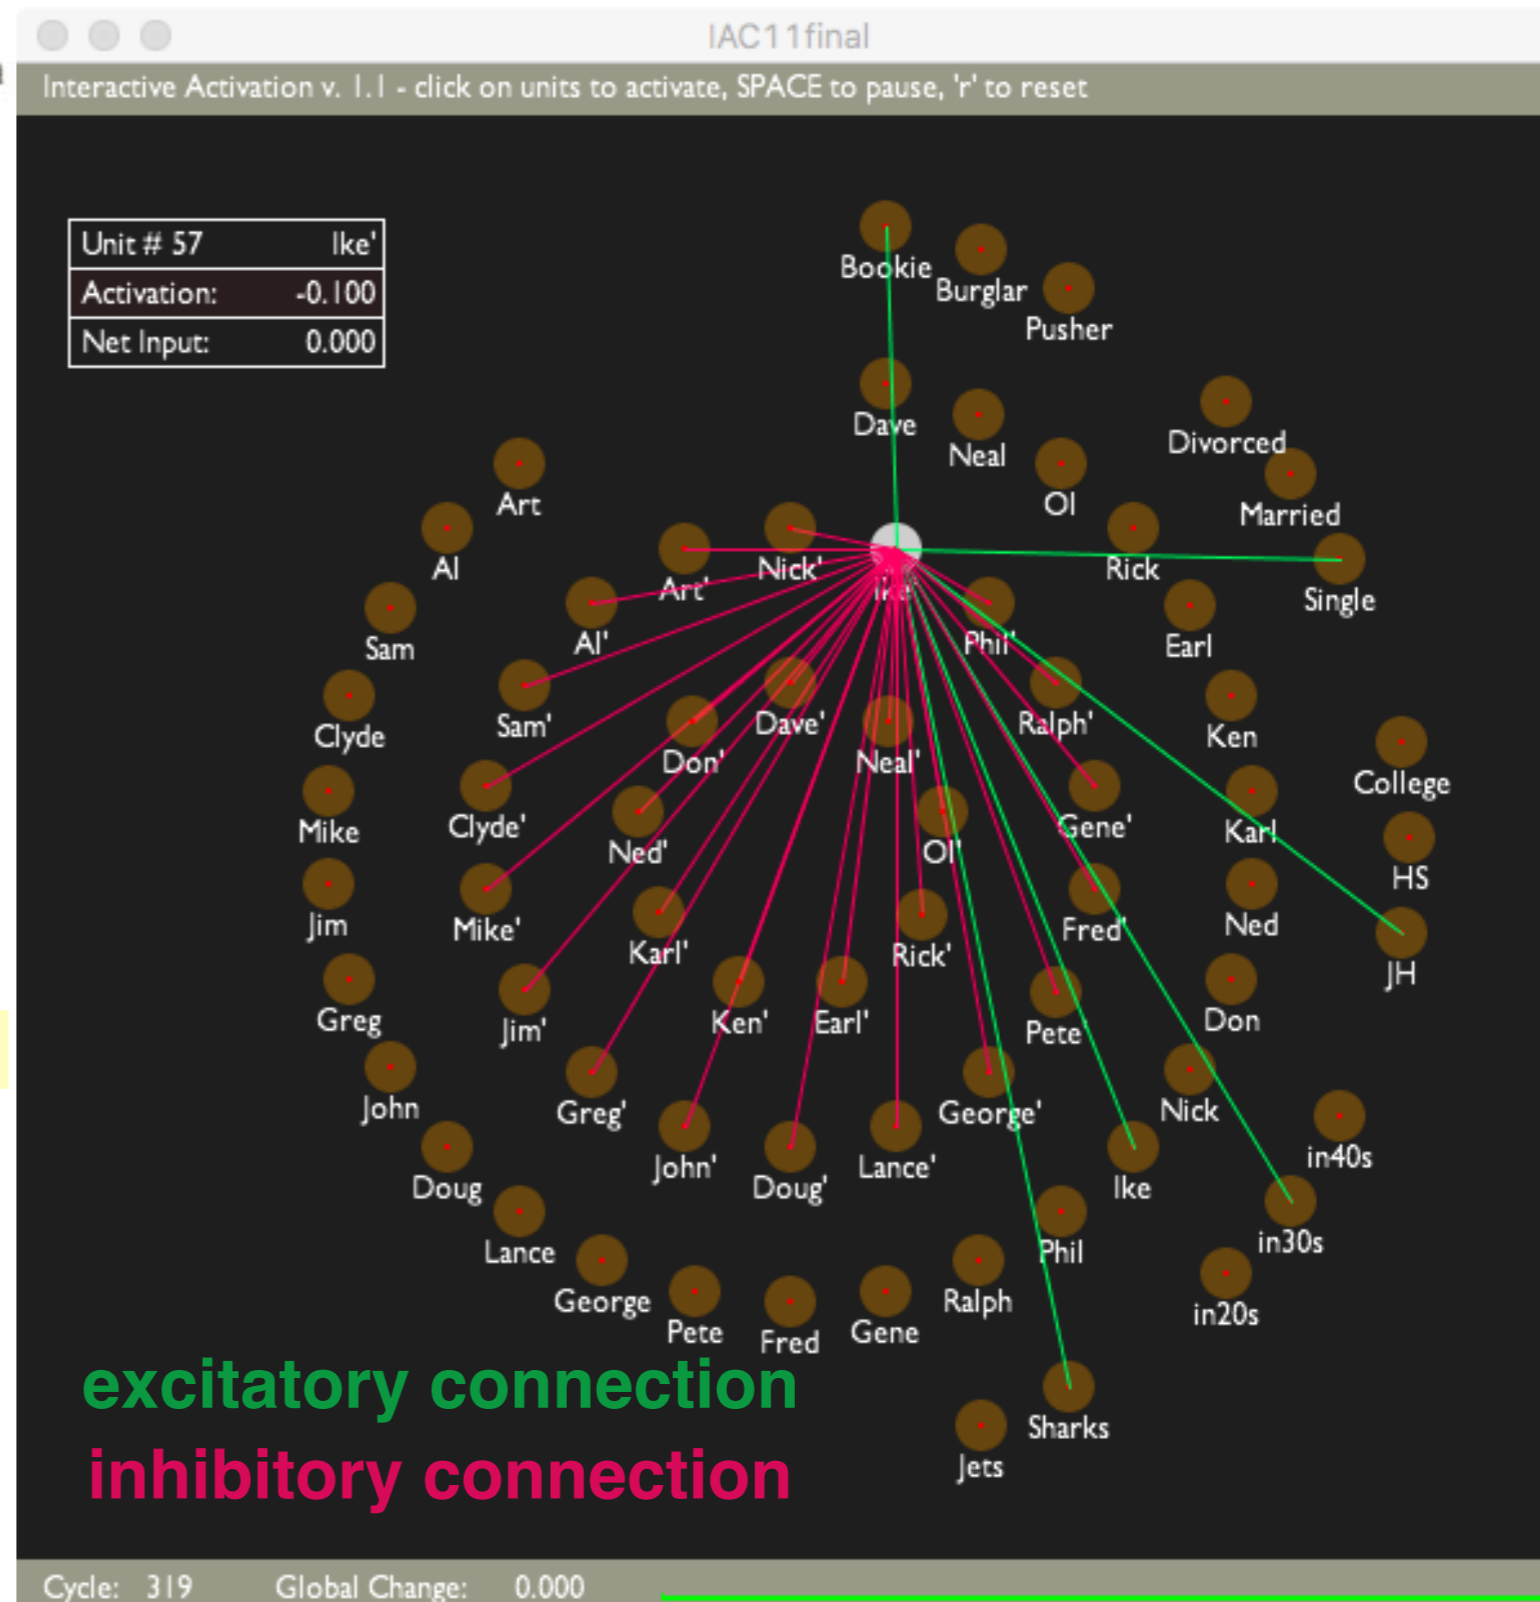 IAC11final
Interactive Activation v. 1.1 - click on units to activate, SPACE to pause, 'r' to reset
Unit # 57 Ike'
Activation: -0.100
Net Input: 0.000
Bookie
Burglar
Pusher
Dave
Neal
Ol
Divorced
Married
Single
Art
Al
Sam
Clyde
Mike
Jim
Greg
John
Doug
Lance
George
Pete
Fred
Gene
Ralph
Phil
Ike
Nick
Don
Ned
Karl
Ken
Earl
Rick
Nick'
Art'
Al'
Sam'
Clyde'
Mike'
Jim'
Greg'
John'
Doug'
Lance'
George'
Pete'
Fred'
Gene'
Ralph'
Phil'
Ike'
Dave'
Don'
Neal'
Ned'
Ol'
Karl'
Rick'
Ken'
Earl'
College
HS
JH
in40s
in30s
in20s
Sharks
Jets
excitatory connection
inhibitory connection
Cycle: 319 Global Change: 0.000